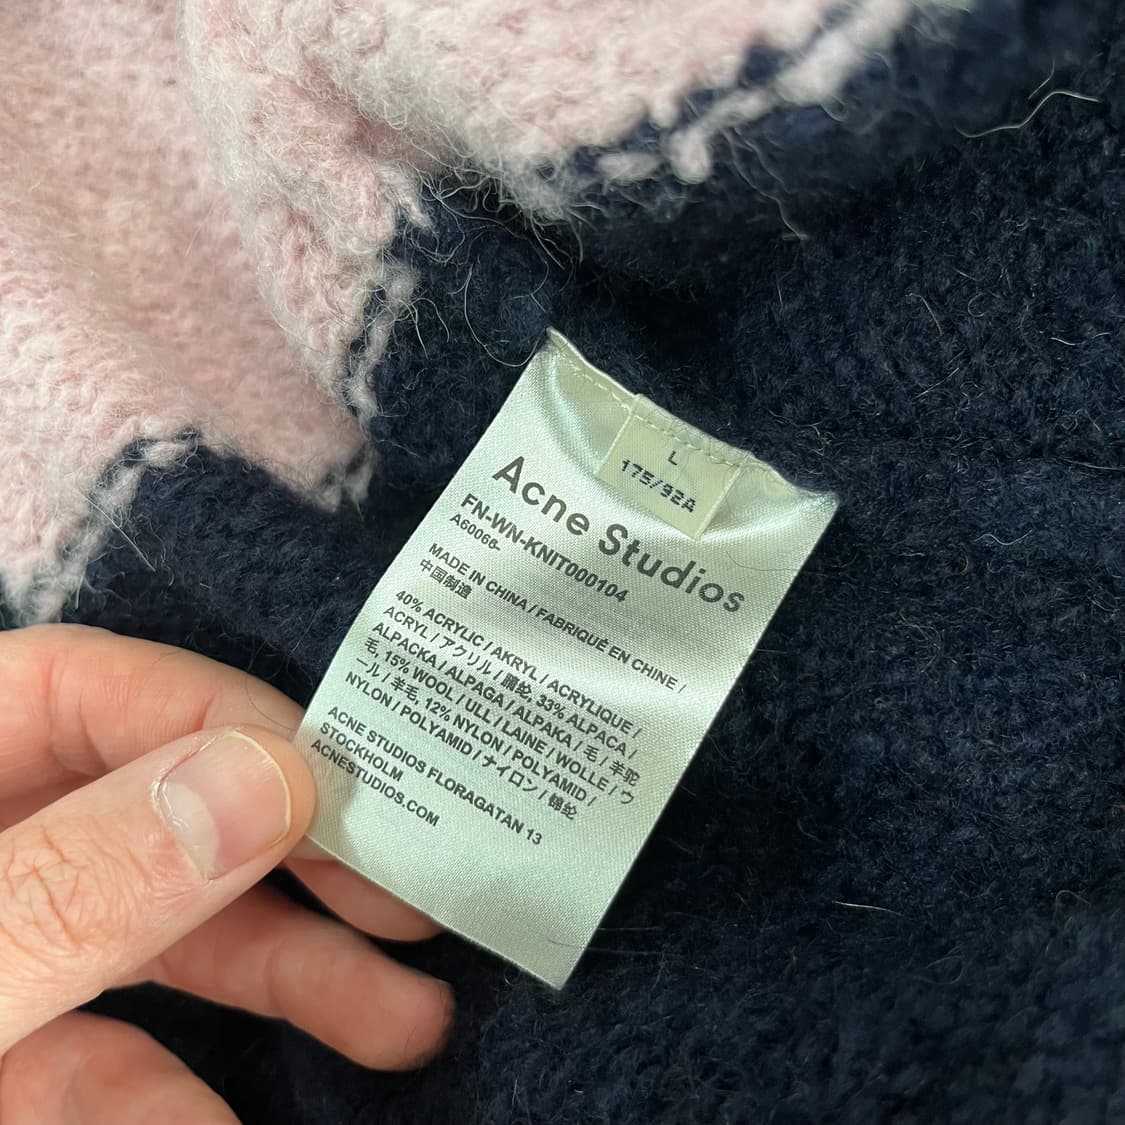 L
175/92A
Acne Studios
FN-WN-KNIT000104
A60066-
MADE IN CHINA / FABRIQUÉ EN CHINE /
中国制造
40% ACRYLIC / AKRYL / ACRYLIQUE /
ACRYL / アクリル / 腈纶, 33% ALPACA /
ALPACKA / ALPAGA / ALPAKA / 毛 / 羊驼
毛, 15% WOOL / ULL / LAINE / WOLLE / ウ
ール / 羊毛, 12% NYLON / POLYAMID /
NYLON / POLYAMID / ナイロン / 锦纶
ACNE STUDIOS FLORAGATAN 13
STOCKHOLM
ACNESTUDIOS.COM